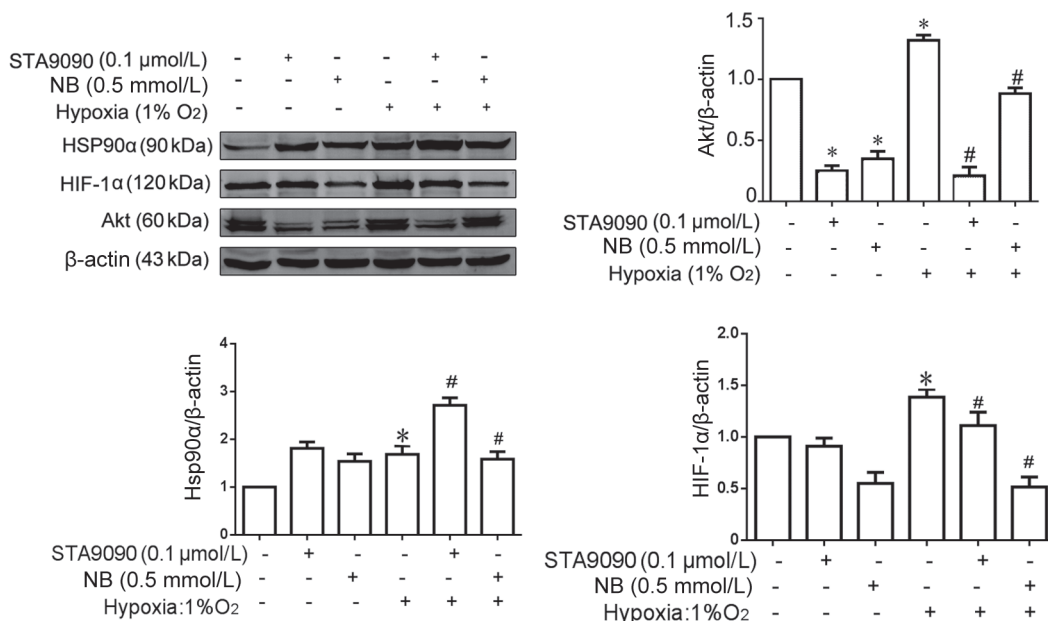 STA9090 (0.1 μmol/L) - + - - + -
NB (0.5 mmol/L) - - + - - +
Hypoxia (1% O2) - - - + + +
HSP90α (90 kDa)
HIF-1α (120 kDa)
Akt (60 kDa)
β-actin (43 kDa)
Akt/β-actin
1.5
1.0
0.5
0
* * * # #
STA9090 (0.1 μmol/L) - + - - + -
NB (0.5 mmol/L) - - + - - +
Hypoxia (1% O2) - - - + + +
Hsp90α/β-actin
4
3
2
1
0
* # #
STA9090 (0.1 μmol/L) - + - - + -
NB (0.5 mmol/L) - - + - - +
Hypoxia:1%O2 - - - + + +
HIF-1α/β-actin
2.0
1.5
1.0
0.5
0
* # #
STA9090 (0.1 μmol/L) - + - - + -
NB (0.5 mmol/L) - - + - - +
Hypoxia:1%O2 - - - + + +